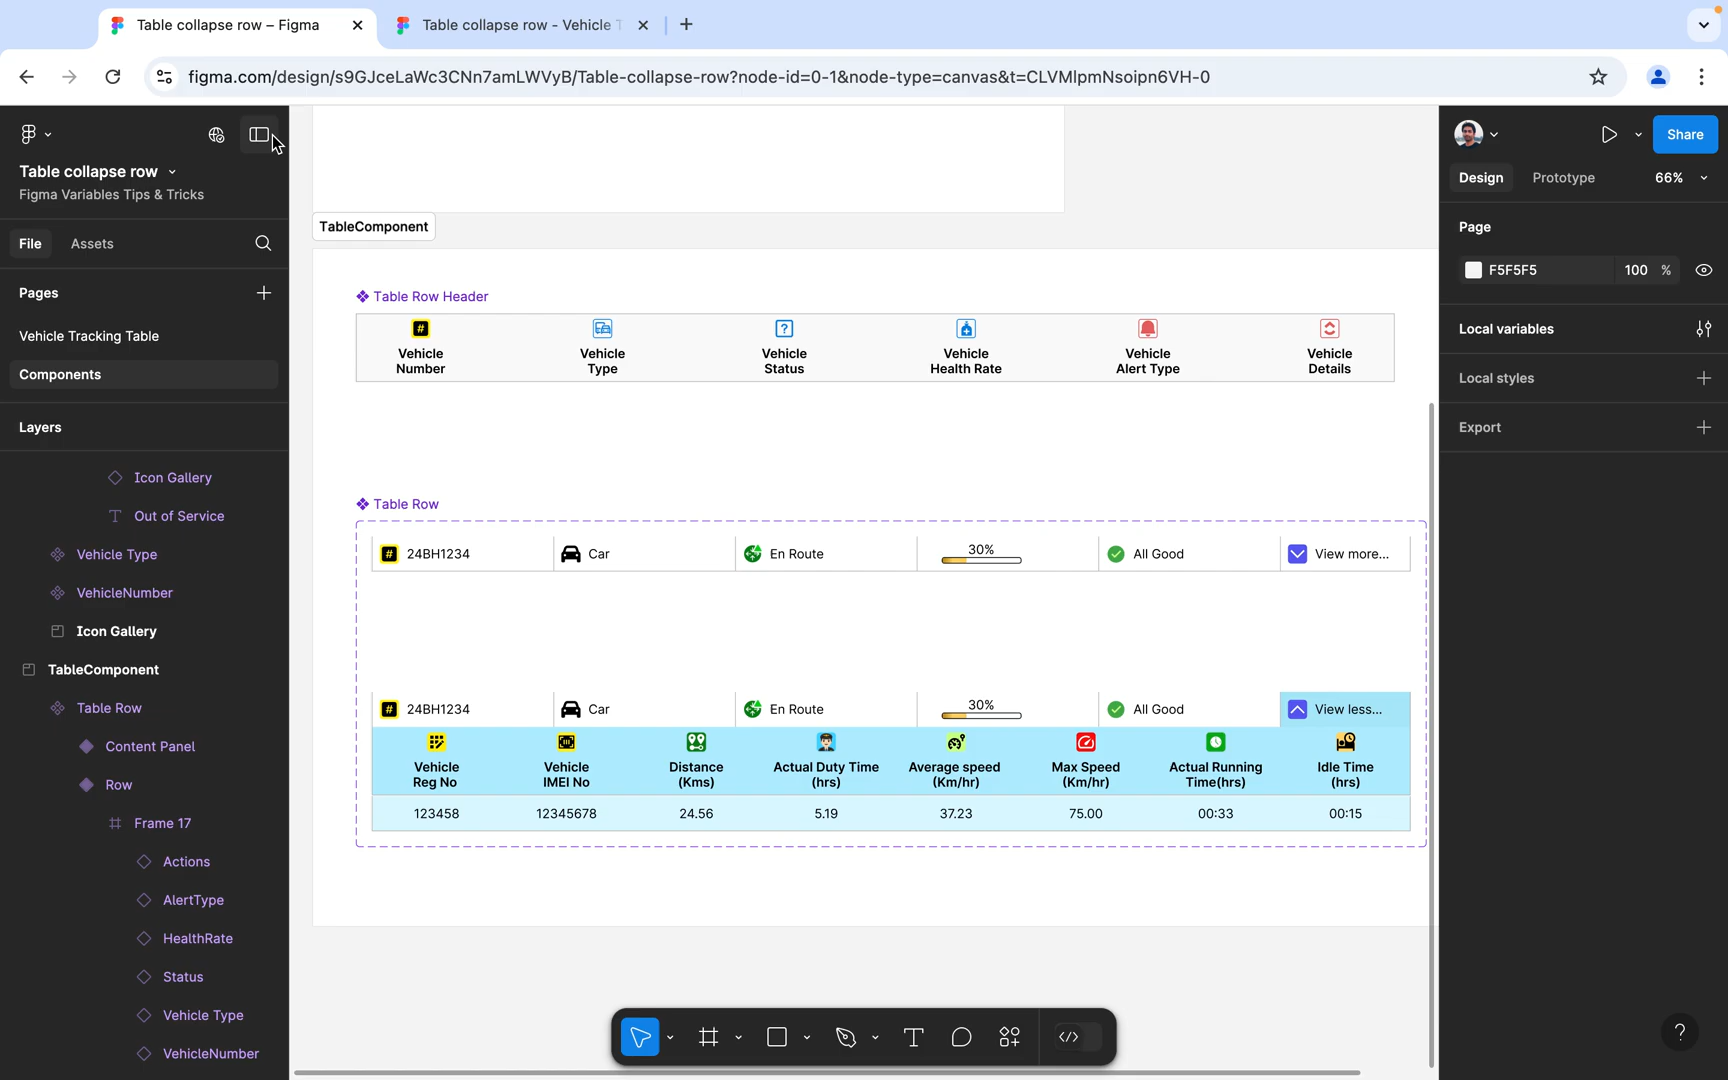 Table collapse row – Figma
Table collapse row - Vehicle
figma.com/design/s9GJceLaWc3CNn7amLWVyB/Table-collapse-row?node-id=0-1&node-type=canvas&t=CLVMlpmNsoipn6VH-0
Table collapse row
Figma Variables Tips & Tricks
File
Assets
Pages
Vehicle Tracking Table
Components
Layers
Icon Gallery
Out of Service
Vehicle Type
VehicleNumber
Icon Gallery
TableComponent
Table Row
Content Panel
Row
Frame 17
Actions
AlertType
HealthRate
Status
Vehicle Type
VehicleNumber
TableComponent
Table Row Header
Vehicle
Number
Vehicle
Type
Vehicle
Status
Vehicle
Health Rate
Vehicle
Alert Type
Vehicle
Details
Table Row
24BH1234 Car En Route 30% All Good View more...
24BH1234 Car En Route 30% All Good View less...
Vehicle
Reg No
Vehicle
IMEI No
Distance
(Kms)
Actual Duty Time
(hrs)
Average speed
(Km/hr)
Max Speed
(Km/hr)
Actual Running
Time(hrs)
Idle Time
(hrs)
123458 12345678 24.56 5.19 37.23 75.00 00:33 00:15
Share
Design
Prototype
66%
Page
F5F5F5 100 %
Local variables
Local styles
Export
?